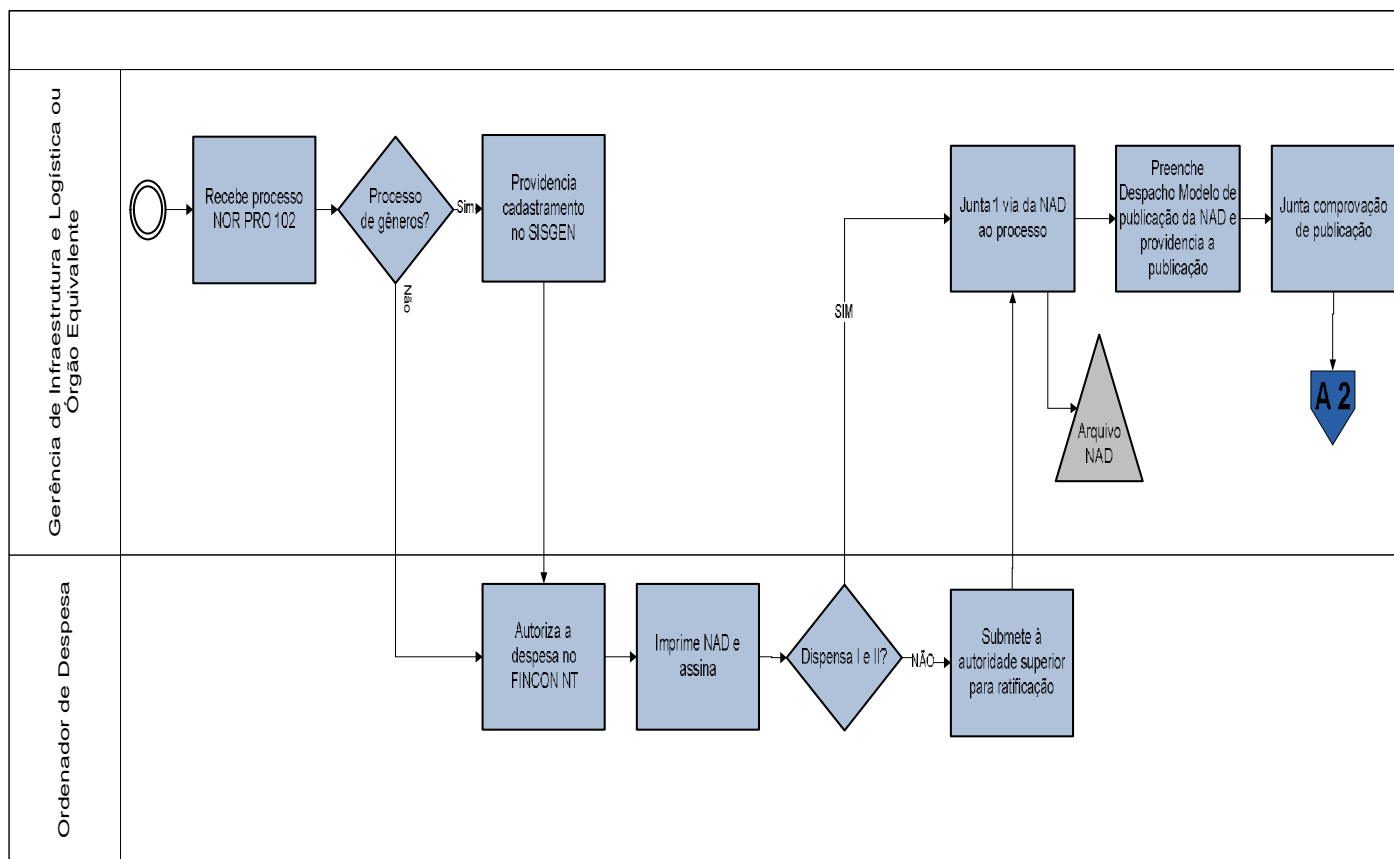 Gerência de Infraestrutura e Logística ou
Órgão Equivalente
Recebe processo
NOR PRO 102
Processo
de gêneros?
Sim
Não
Providencia
cadastramento
no SISGEN
SIM
Junta 1 via da NAD
ao processo
Preenche
Despacho Modelo de
publicação da NAD e
providencia a
publicação
Junta comprovação
de publicação
Arquivo
NAD
A 2
Ordenador de Despesa
Autoriza a
despesa no
FINCON NT
Imprime NAD e
assina
Dispensa I e II?
NÃO
Submete à
autoridade superior
para ratificação